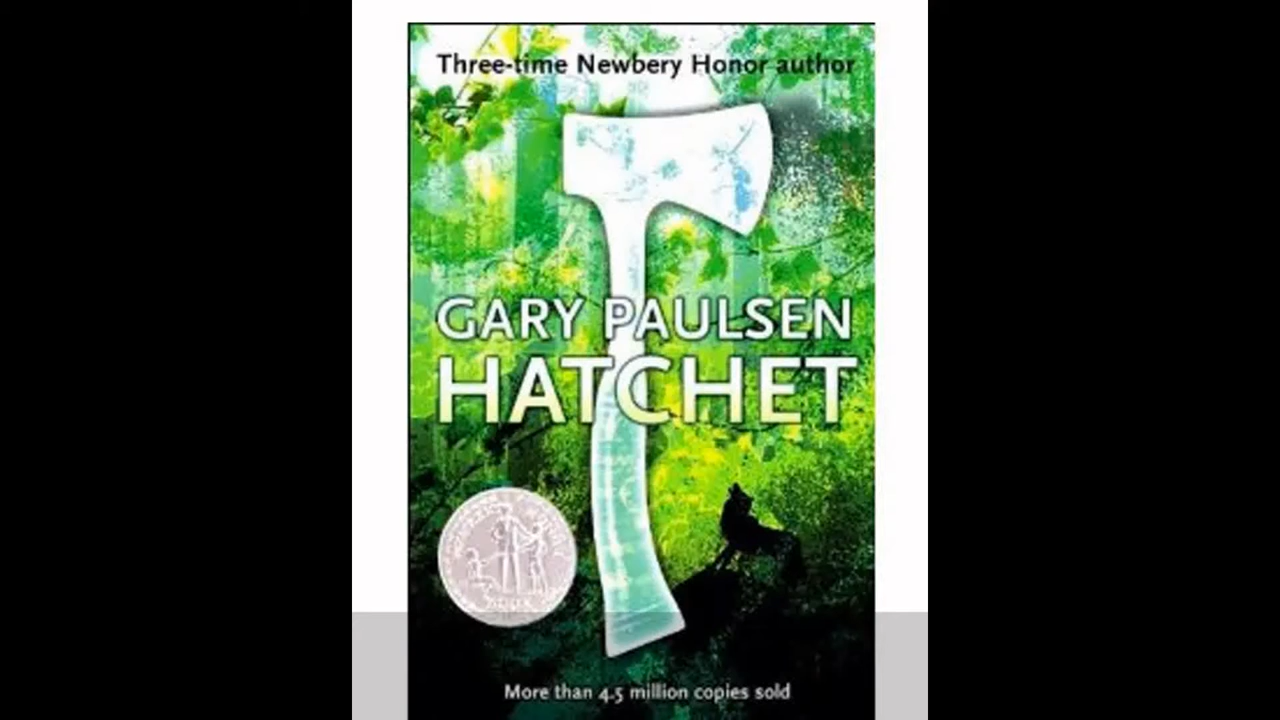 Three-time Newbery Honor author
GARY PAULSEN
HATCHET
More than 4.5 million copies sold